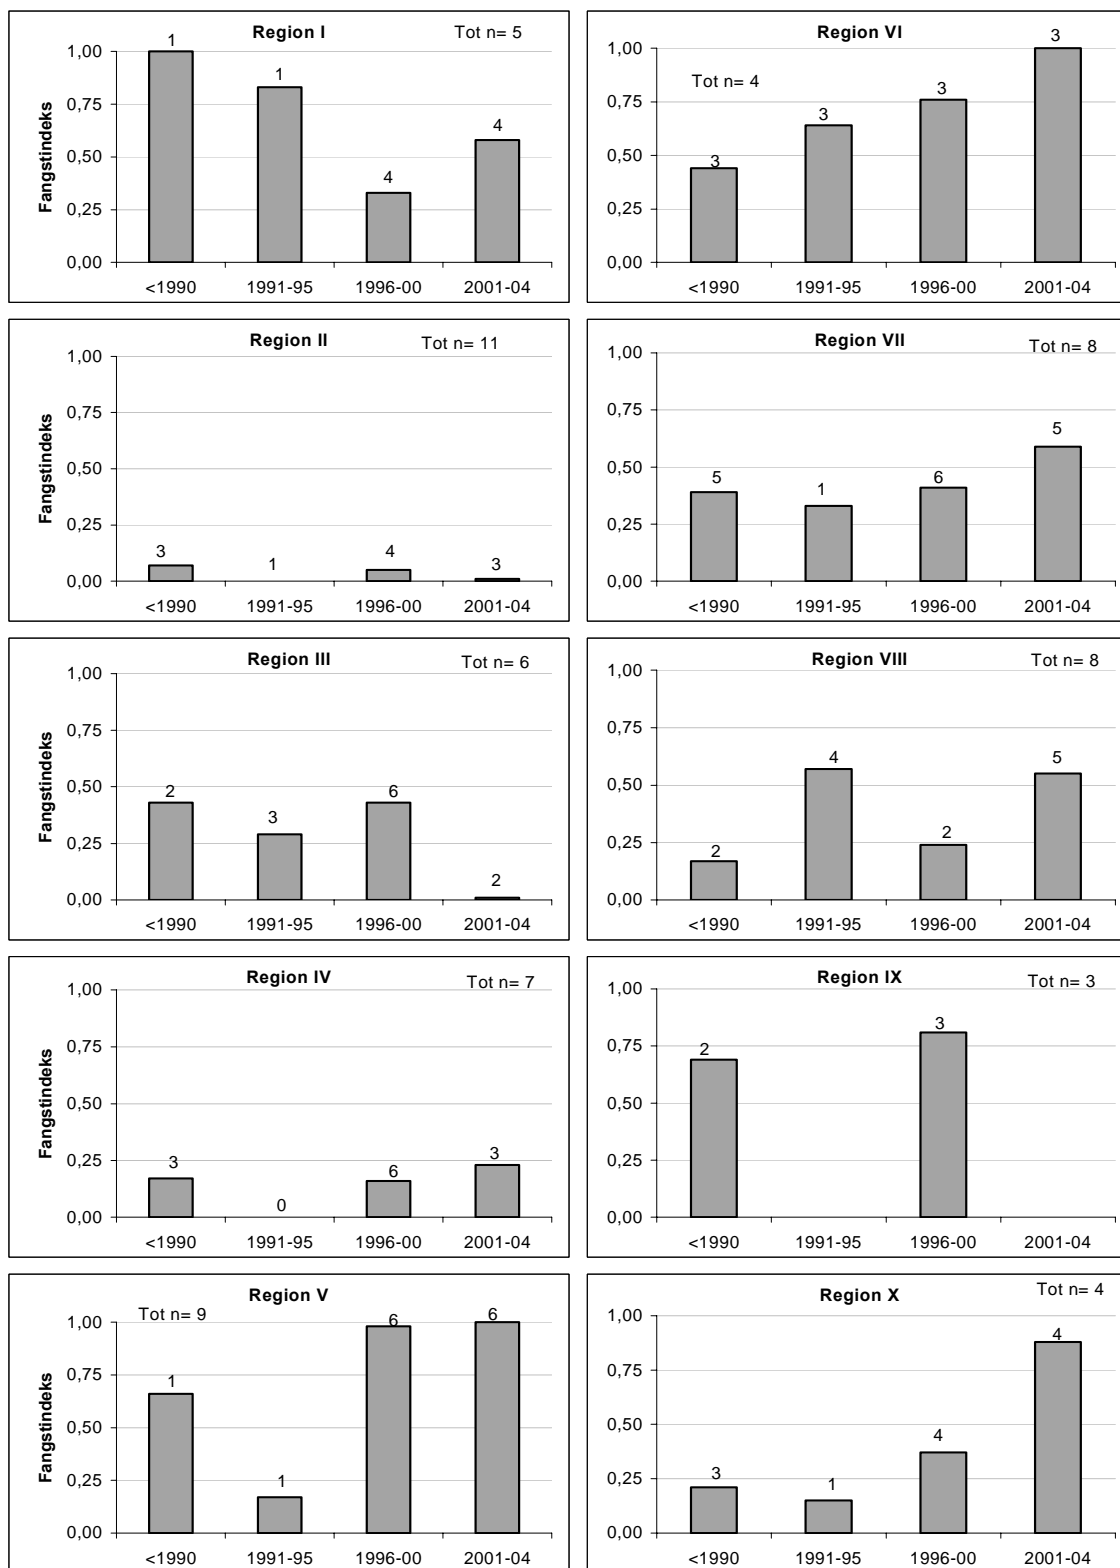 Region I Tot n= 5
Fangstindeks
1,00
0,75
0,50
0,25
0,00
1 1 4 4
<1990 1991-95 1996-00 2001-04
Region VI
Tot n= 4
1,00
0,75
0,50
0,25
0,00
3 3 3 3
<1990 1991-95 1996-00 2001-04
Region II Tot n= 11
Fangstindeks
1,00
0,75
0,50
0,25
0,00
3 1 4 3
<1990 1991-95 1996-00 2001-04
Region VII Tot n= 8
1,00
0,75
0,50
0,25
0,00
5 1 6 5
<1990 1991-95 1996-00 2001-04
Region III Tot n= 6
Fangstindeks
1,00
0,75
0,50
0,25
0,00
2 3 6 2
<1990 1991-95 1996-00 2001-04
Region VIII Tot n= 8
1,00
0,75
0,50
0,25
0,00
2 4 2 5
<1990 1991-95 1996-00 2001-04
Region IV Tot n= 7
Fangstindeks
1,00
0,75
0,50
0,25
0,00
3 0 6 3
<1990 1991-95 1996-00 2001-04
Region IX Tot n= 3
1,00
0,75
0,50
0,25
0,00
2 3
<1990 1991-95 1996-00 2001-04
Region V
Tot n= 9
Fangstindeks
1,00
0,75
0,50
0,25
0,00
1 1 6 6
<1990 1991-95 1996-00 2001-04
Region X Tot n= 4
1,00
0,75
0,50
0,25
0,00
3 1 4 4
<1990 1991-95 1996-00 2001-04